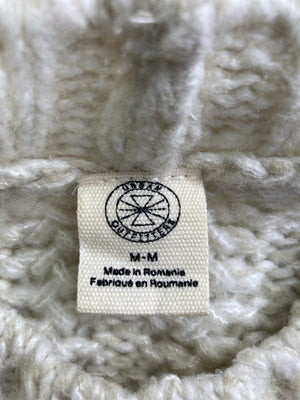 URBAN
OUTFITTERS
M-M
Made in Romania
Fabriqué en Roumanie